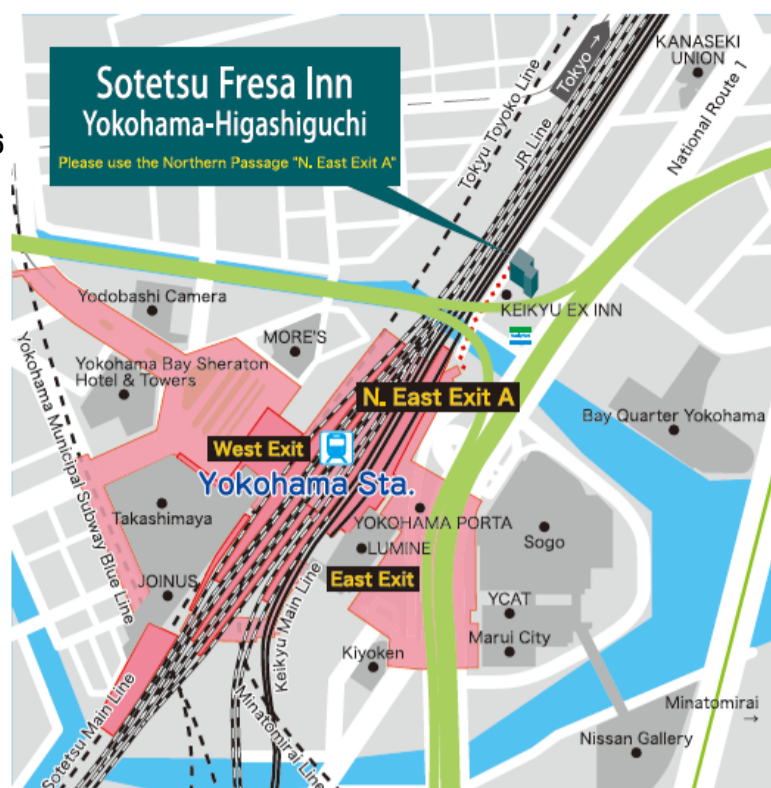 Sotetsu Fresa Inn
Yokohama-Higashiguchi
Please use the Northern Passage "N. East Exit A"
6
Tokyo →
KANASEKI
UNION
National Route 1
Tokyu Toyoko Line
JR Line
KEIKYU EX INN
Yodobashi Camera
MORE'S
Yokohama Bay Sheraton
Hotel & Towers
N. East Exit A
Bay Quarter Yokohama
West Exit
Yokohama Sta.
Yokohama Municipal Subway Blue Line
Takashimaya
YOKOHAMA PORTA
LUMINE
Sogo
East Exit
JOINUS
YCAT
Marui City
Kiyoken
Keikyu Main Line
Minatomirai Line
Sotetsu Main Line
Minatomirai
→
Nissan Gallery